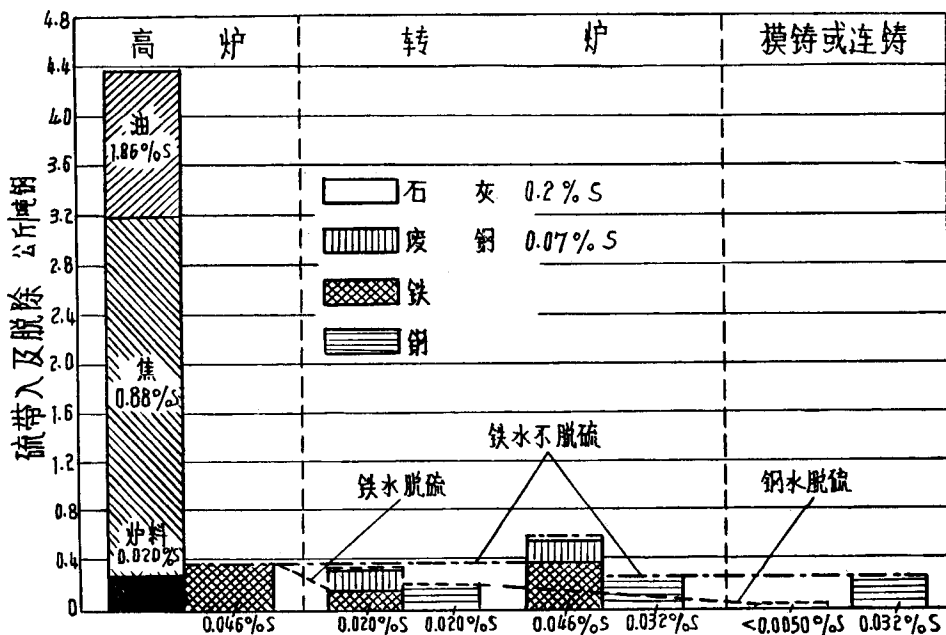 高 炉 转 炉 模铸或连铸
硫带入及脱除 公斤/吨钢
4.8
4.4
4.0
3.6
3.2
2.8
2.4
2.0
1.6
1.2
0.8
0.4
0
油
1.86%S
焦
0.88%S
炉料
0.020%S
石 灰 0.2%S
废 钢 0.07%S
铁
钢
铁水不脱硫
铁水脱硫
钢水脱硫
0.046%S 0.020%S 0.020%S 0.046%S 0.032%S <0.0050%S 0.032%S